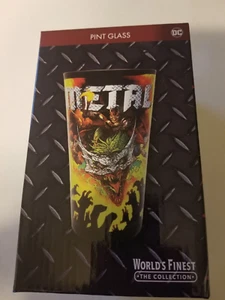 PINT GLASS
DC
METAL
WORLD'S FINEST
THE COLLECTION